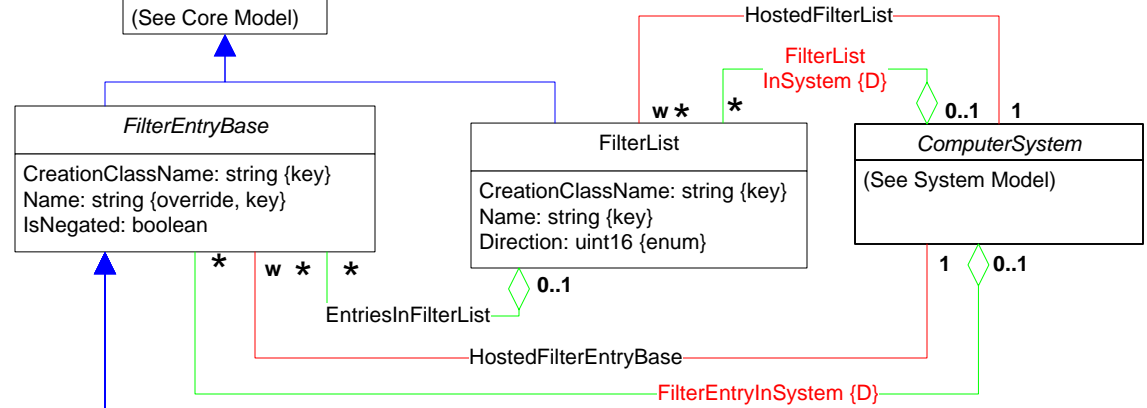 (See Core Model)
HostedFilterList
FilterList
InSystem {D}
w * * 0..1 1
FilterEntryBase
CreationClassName: string {key}
Name: string {override, key}
IsNegated: boolean
FilterList
CreationClassName: string {key}
Name: string {key}
Direction: uint16 {enum}
ComputerSystem
(See System Model)
* w * * 0..1 1 0..1
EntriesInFilterList
HostedFilterEntryBase
FilterEntryInSystem {D}